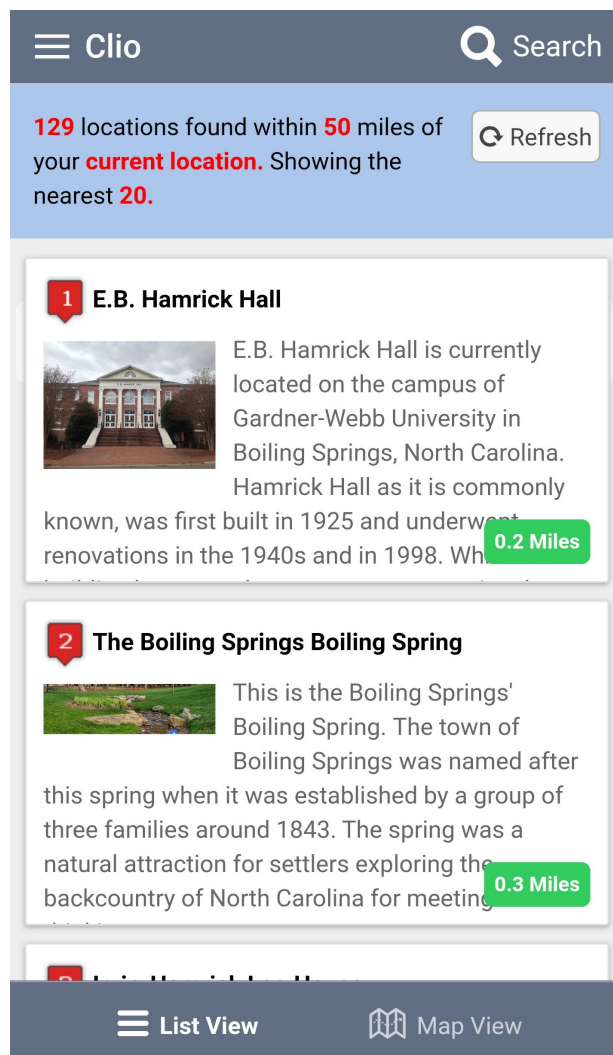 Clio
Search
129 locations found within 50 miles of
your current location. Showing the
nearest 20.
Refresh
1 E.B. Hamrick Hall
E.B. Hamrick Hall is currently
located on the campus of
Gardner-Webb University in
Boiling Springs, North Carolina.
Hamrick Hall as it is commonly
known, was first built in 1925 and underwent
renovations in the 1940s and in 1998.
0.2 Miles
2 The Boiling Springs Boiling Spring
This is the Boiling Springs'
Boiling Spring. The town of
Boiling Springs was named after
this spring when it was established by a group of
three families around 1843. The spring was a
natural attraction for settlers exploring the
backcountry of North Carolina for meeting
0.3 Miles
List View
Map View